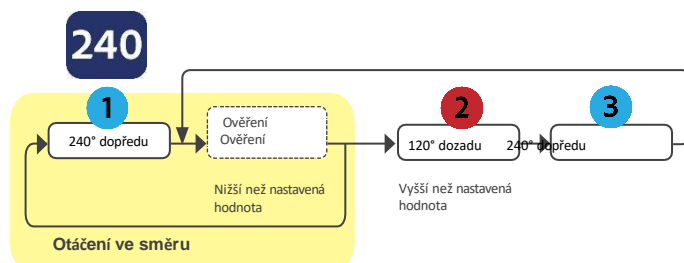 240
1
240° dopředu
Ověření
Ověření
2
120° dozadu
3
240° dopředu
Nižší než nastavená
hodnota
Vyšší než nastavená
hodnota
Otáčení ve směru